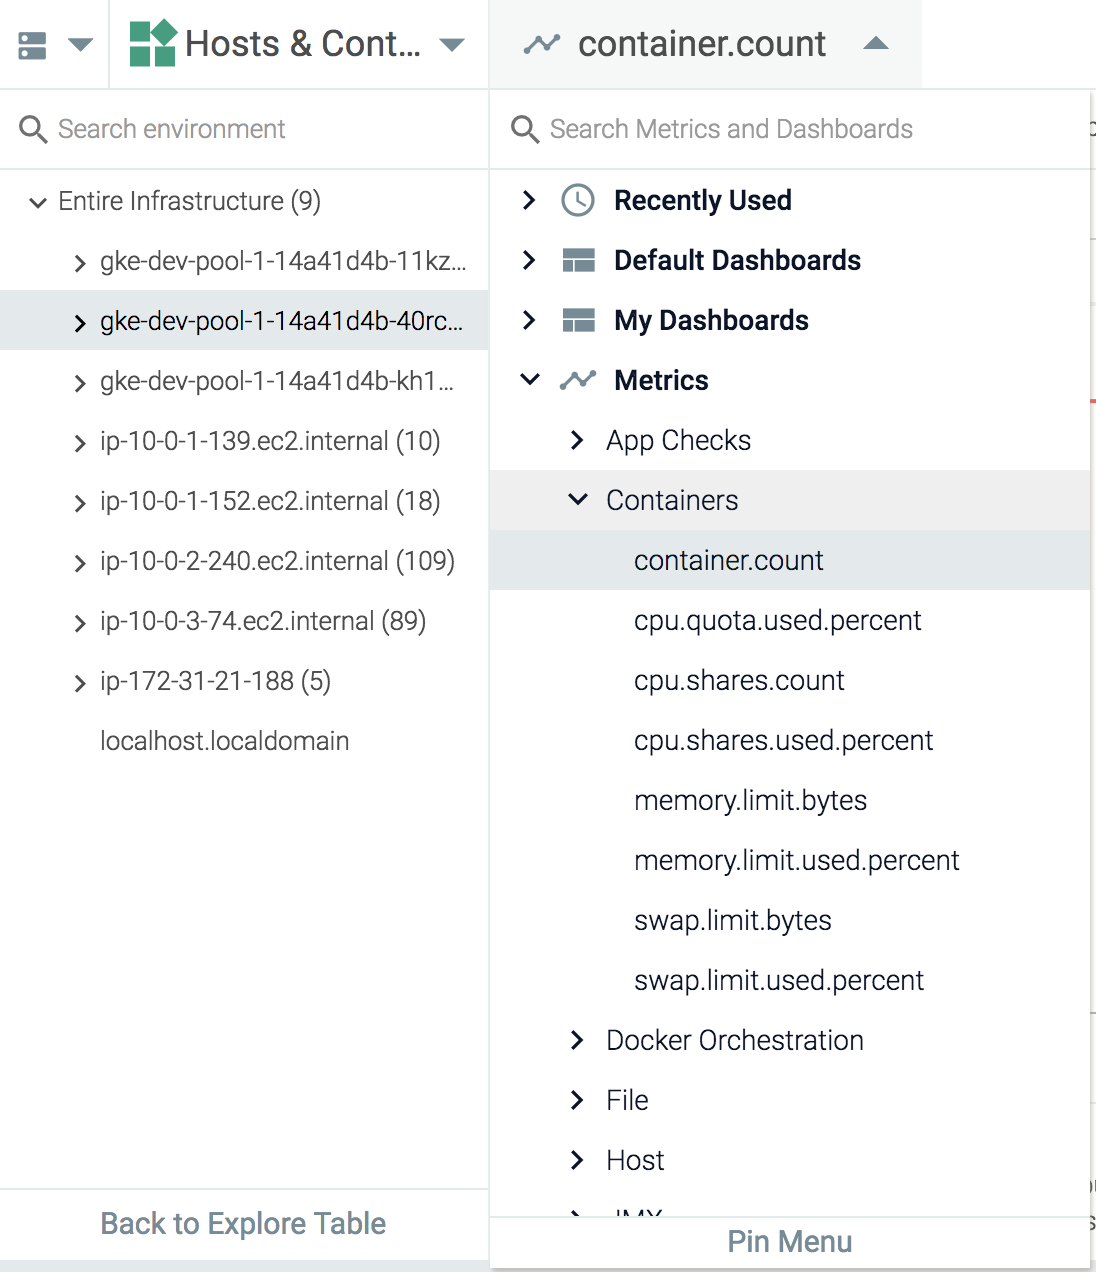 Hosts & Cont...
container.count
Search environment
Search Metrics and Dashboards
Entire Infrastructure (9)
gke-dev-pool-1-14a41d4b-11kz...
gke-dev-pool-1-14a41d4b-40rc...
gke-dev-pool-1-14a41d4b-kh1...
ip-10-0-1-139.ec2.internal (10)
ip-10-0-1-152.ec2.internal (18)
ip-10-0-2-240.ec2.internal (109)
ip-10-0-3-74.ec2.internal (89)
ip-172-31-21-188 (5)
localhost.localdomain
Back to Explore Table
Recently Used
Default Dashboards
My Dashboards
Metrics
App Checks
Containers
container.count
cpu.quota.used.percent
cpu.shares.count
cpu.shares.used.percent
memory.limit.bytes
memory.limit.used.percent
swap.limit.bytes
swap.limit.used.percent
Docker Orchestration
File
Host
JMX
Pin Menu